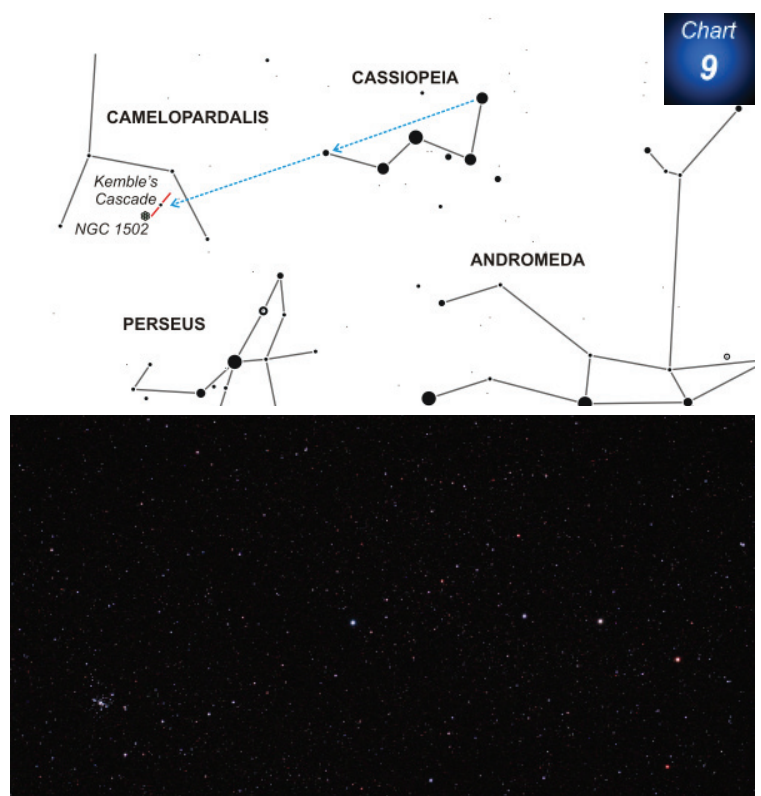 Chart
9
CASSIOPEIA
CAMELOPARDALIS
Kemble's
Cascade
NGC 1502
ANDROMEDA
PERSEUS